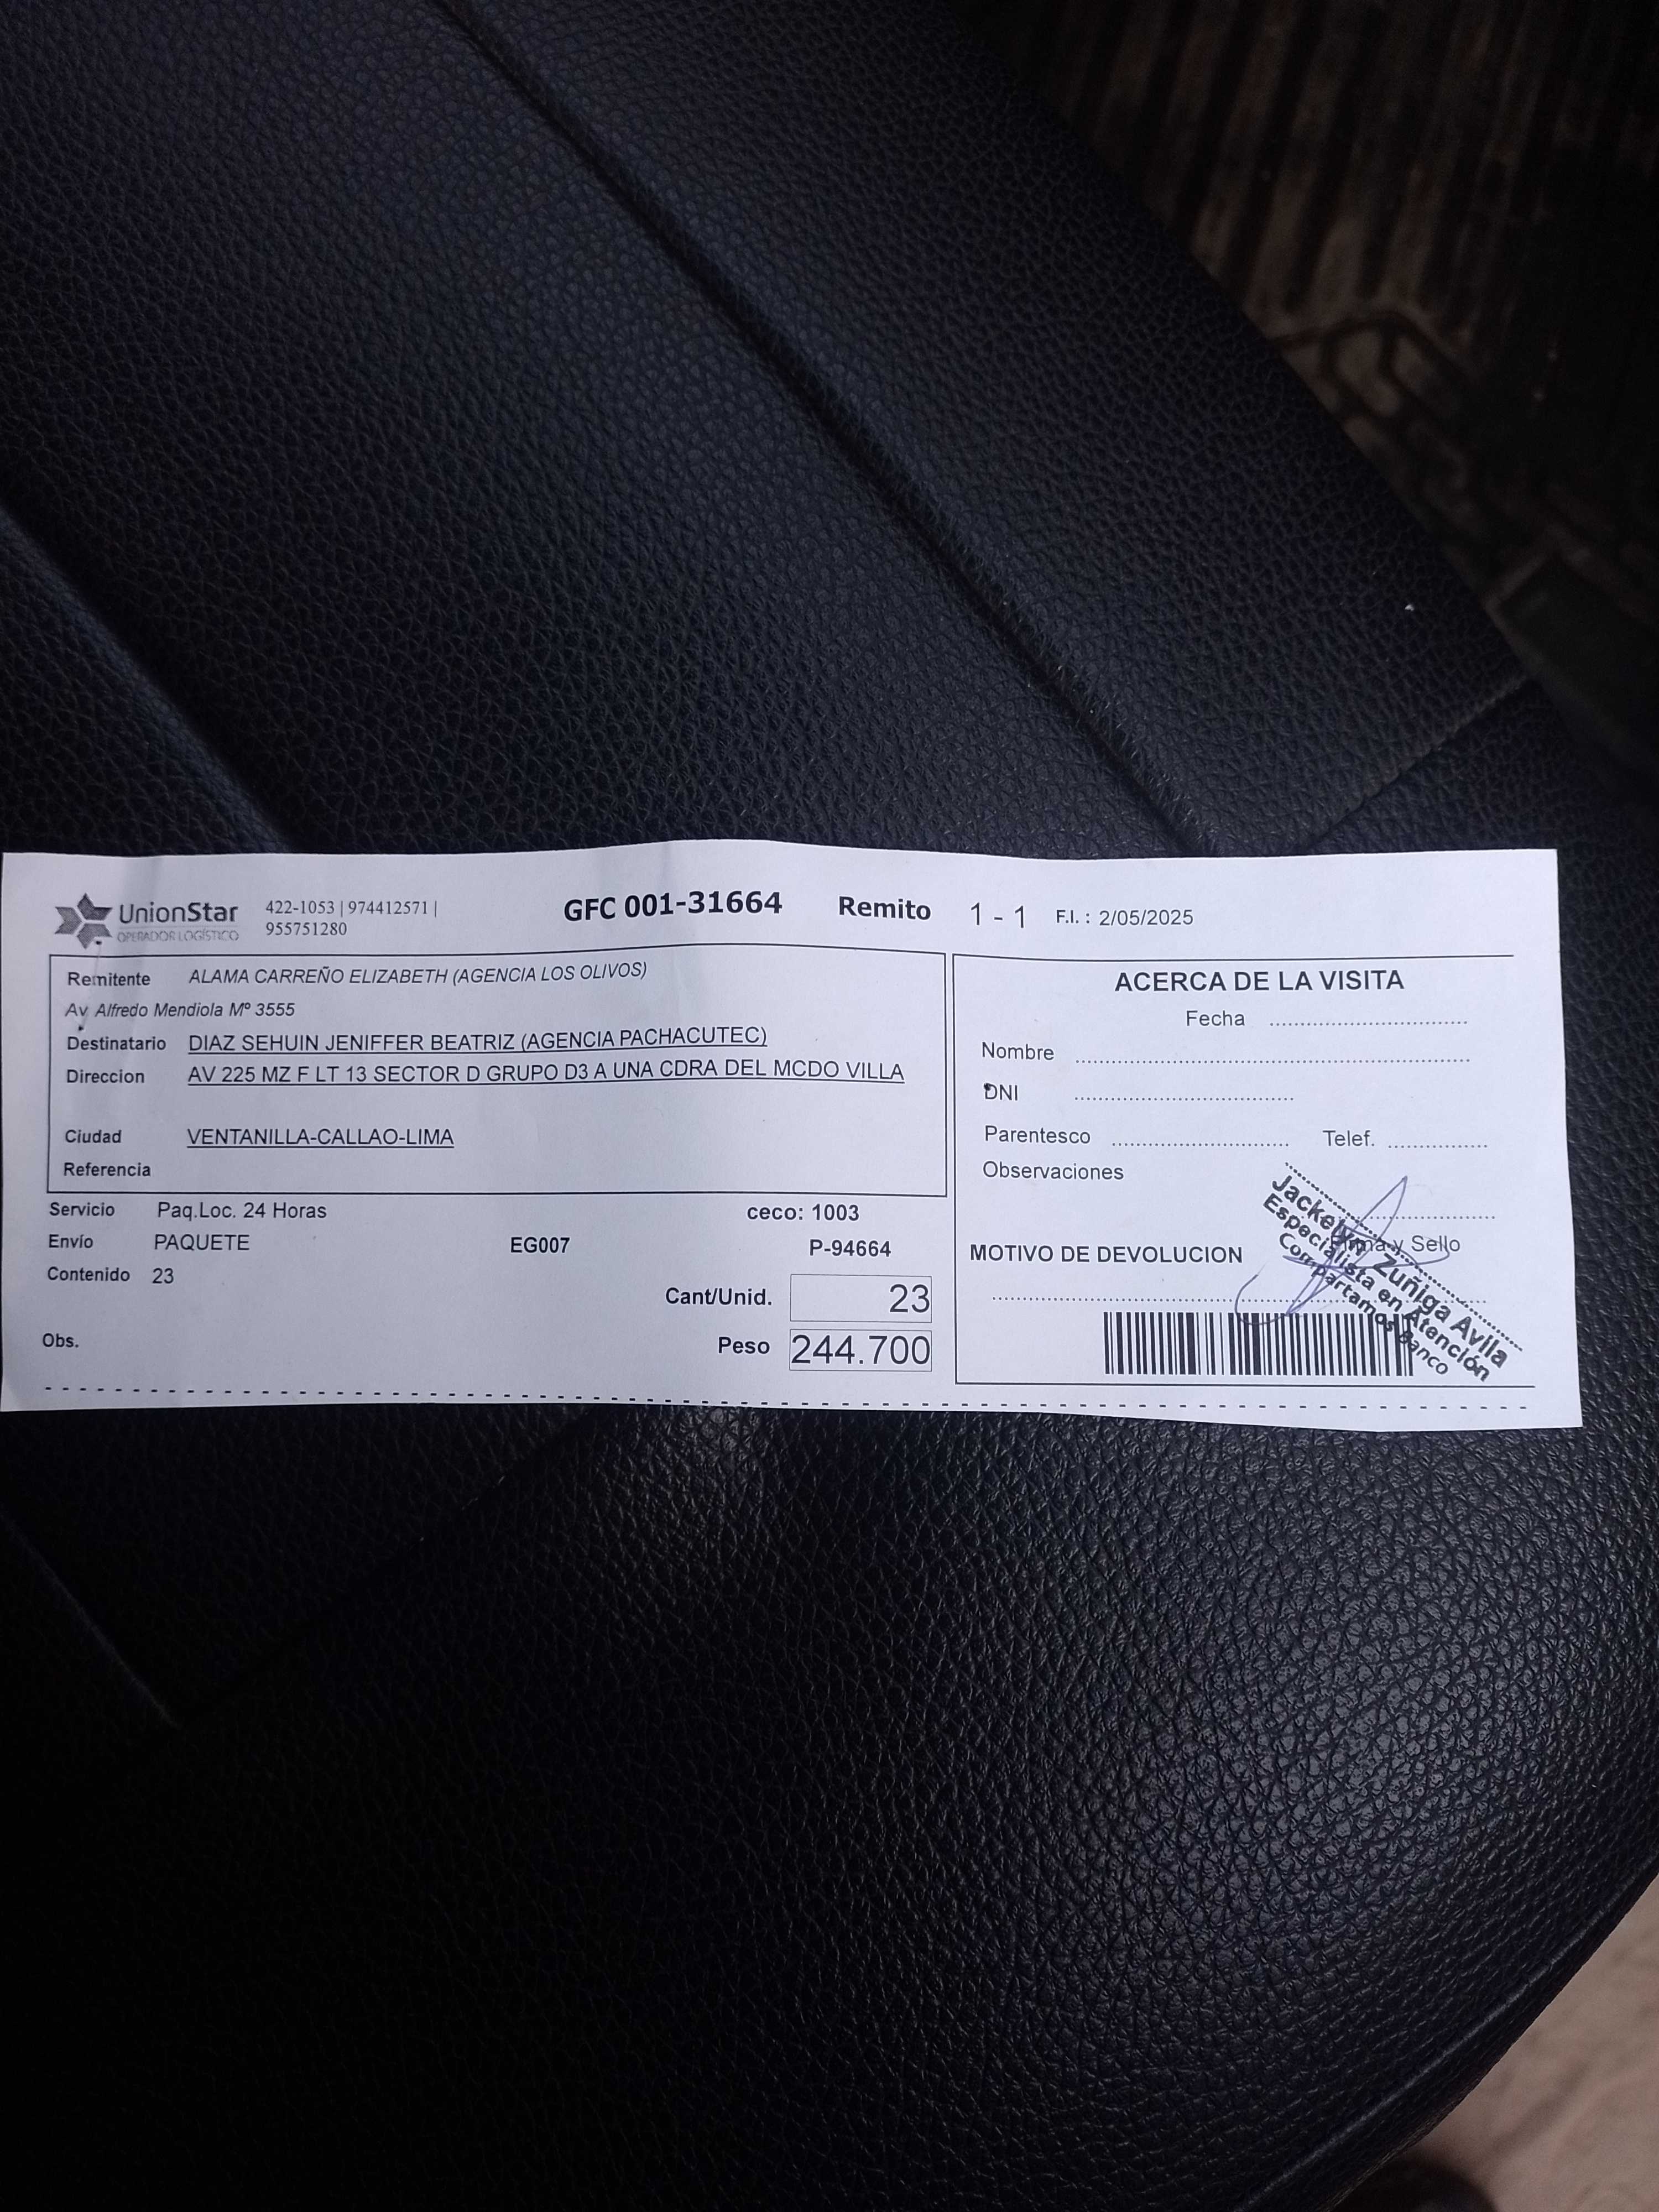 UnionStar
OPERADOR LOGÍSTICO
422-1053 | 974412571 |
955751280
GFC 001-31664 Remito 1 - 1 F.I. : 2/05/2025
Remitente ALAMA CARREÑO ELIZABETH (AGENCIA LOS OLIVOS)
Av Alfredo Mendiola Mº 3555
Destinatario DIAZ SEHUIN JENIFFER BEATRIZ (AGENCIA PACHACUTEC)
Direccion AV 225 MZ F LT 13 SECTOR D GRUPO D3 A UNA CDRA DEL MCDO VILLA
Ciudad VENTANILLA-CALLAO-LIMA
Referencia
Servicio Paq.Loc. 24 Horas ceco: 1003
Envío PAQUETE EG007 P-94664
Contenido 23
Cant/Unid. 23
Obs.
Peso 244.700
ACERCA DE LA VISITA
Fecha
Nombre
DNI
Parentesco Telef.
Observaciones
Firma y Sello
MOTIVO DE DEVOLUCION
Jackelyn Zuñiga Avila
Especialista en Atención
Compartamos Banco